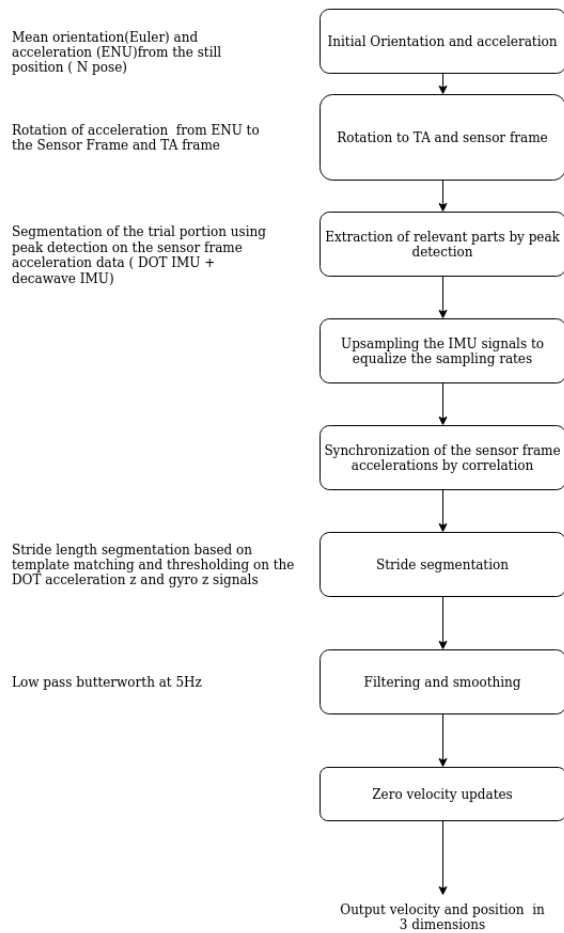 Mean orientation(Euler) and
acceleration (ENU)from the still
position ( N pose)
Initial Orientation and acceleration
Rotation of acceleration  from ENU to
the Sensor Frame and TA frame
Rotation to TA and sensor frame
Segmentation of the trial portion using
peak detection on the sensor frame
acceleration data ( DOT IMU +
decawave IMU)
Extraction of relevant parts by peak
detection
Upsampling the IMU signals to
equalize the sampling rates
Synchronization of the sensor frame
accelerations by correlation
Stride length segmentation based on
template matching and thresholding on the
DOT acceleration z and gyro z signals
Stride segmentation
Low pass butterworth at 5Hz
Filtering and smoothing
Zero velocity updates
Output velocity and position  in
3 dimensions